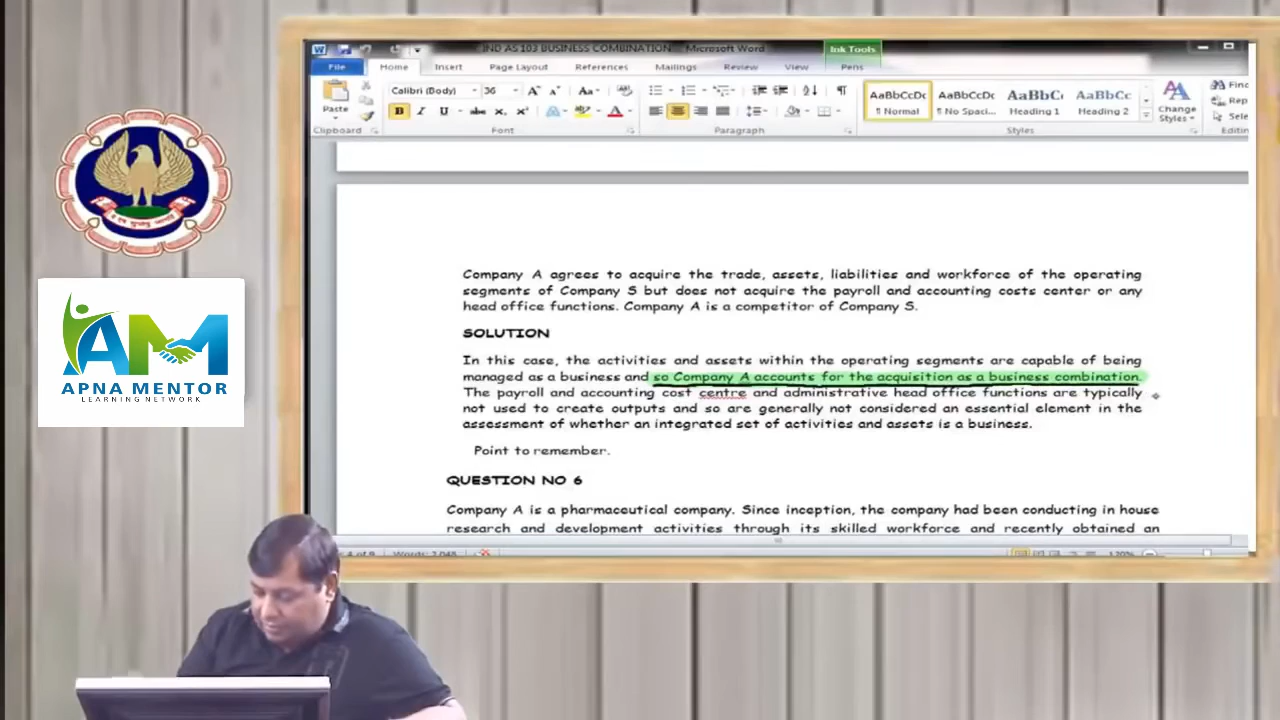 IND AS 103 BUSINESS COMBINATION - Microsoft Word
Ink Tools
File Home Insert Page Layout References Mailings Review View Pens
Calibri (Body) 36
Paste
B I U abc
AaBbCcDc AaBbCcDc AaBbC AaBbCc
¶ Normal ¶ No Spaci... Heading 1 Heading 2
Change Styles
Find
Rep
Sele
Clipboard Font Paragraph Styles Editin
Company A agrees to acquire the trade, assets, liabilities and workforce of the operating
segments of Company S but does not acquire the payroll and accounting costs center or any
head office functions. Company A is a competitor of Company S.
SOLUTION
In this case, the activities and assets within the operating segments are capable of being
managed as a business and so Company A accounts for the acquisition as a business combination.
The payroll and accounting cost centre and administrative head office functions are typically
not used to create outputs and so are generally not considered an essential element in the
assessment of whether an integrated set of activities and assets is a business.
Point to remember.
QUESTION NO 6
Company A is a pharmaceutical company. Since inception, the company had been conducting in house
research and development activities through its skilled workforce and recently obtained an
120%
AM
APNA MENTOR
LEARNING NETWORK